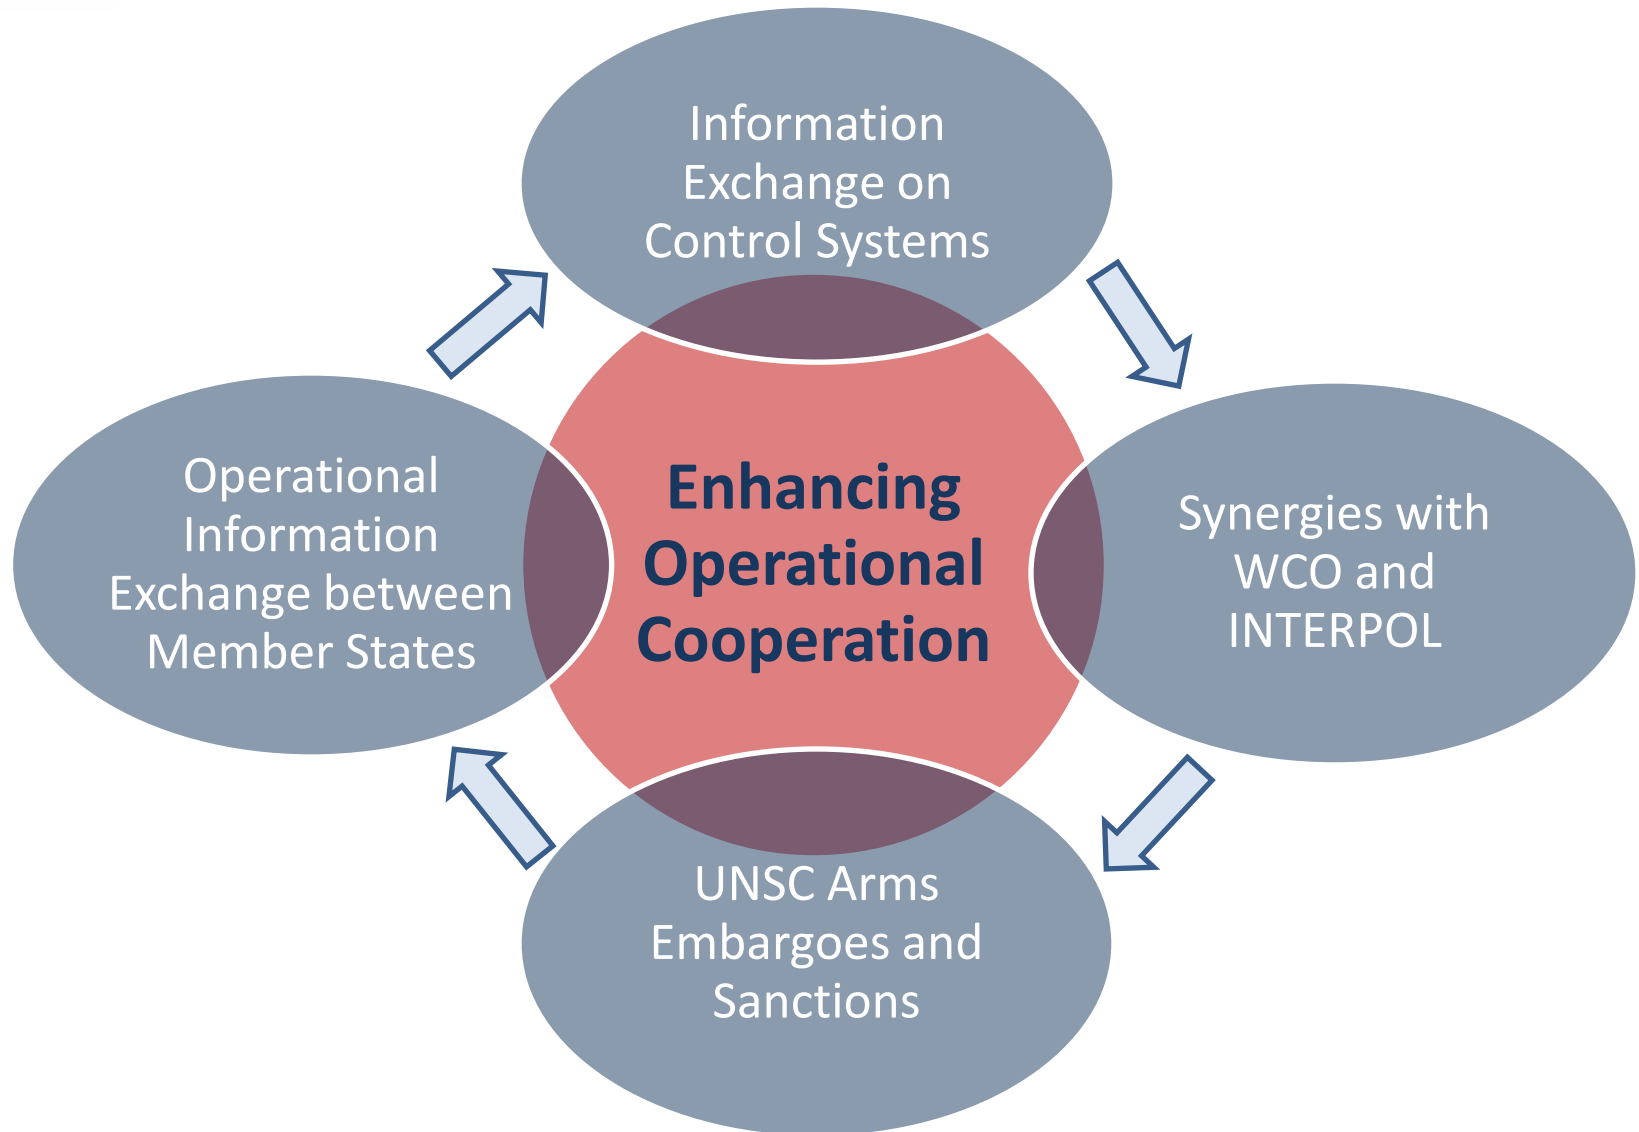 Information
Exchange on
Control Systems
Operational
Information
Exchange between
Member States
Enhancing
Operational
Cooperation
Synergies with
WCO and
INTERPOL
UNSC Arms
Embargoes and
Sanctions